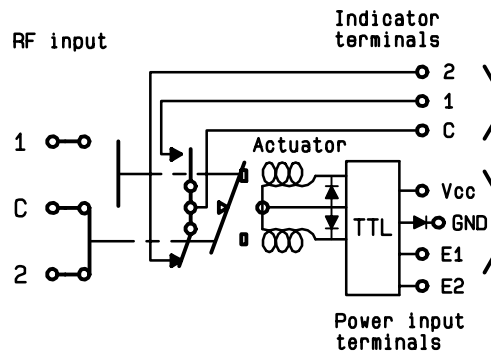 Indicator
terminals
RF input
2
1
C
Actuator
1
C
2
TTL
Vcc
GND
E1
E2
Power input
terminals